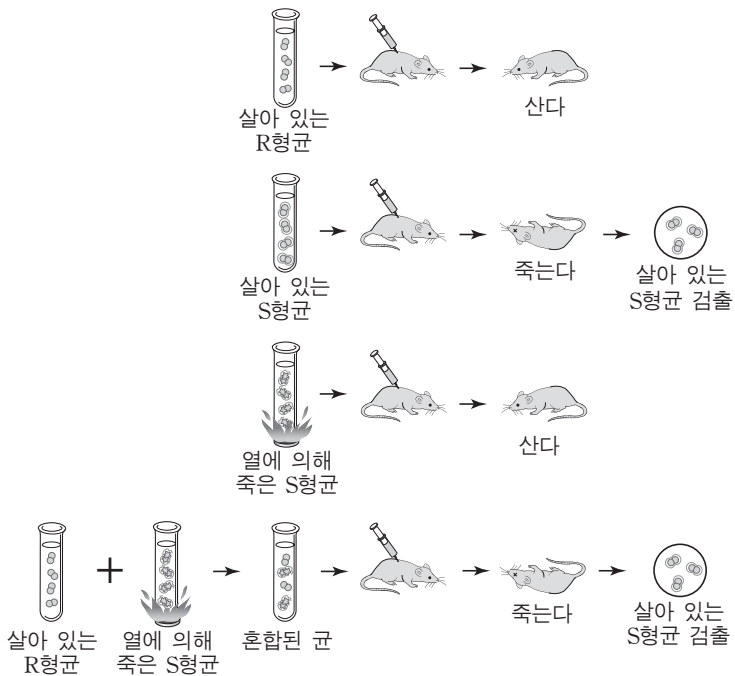 살아 있는
R형균
산다
살아 있는
S형균
죽는다
살아 있는
S형균 검출
열에 의해
죽은 S형균
산다
살아 있는
R형균
열에 의해
죽은 S형균
혼합된 균
죽는다
살아 있는
S형균 검출